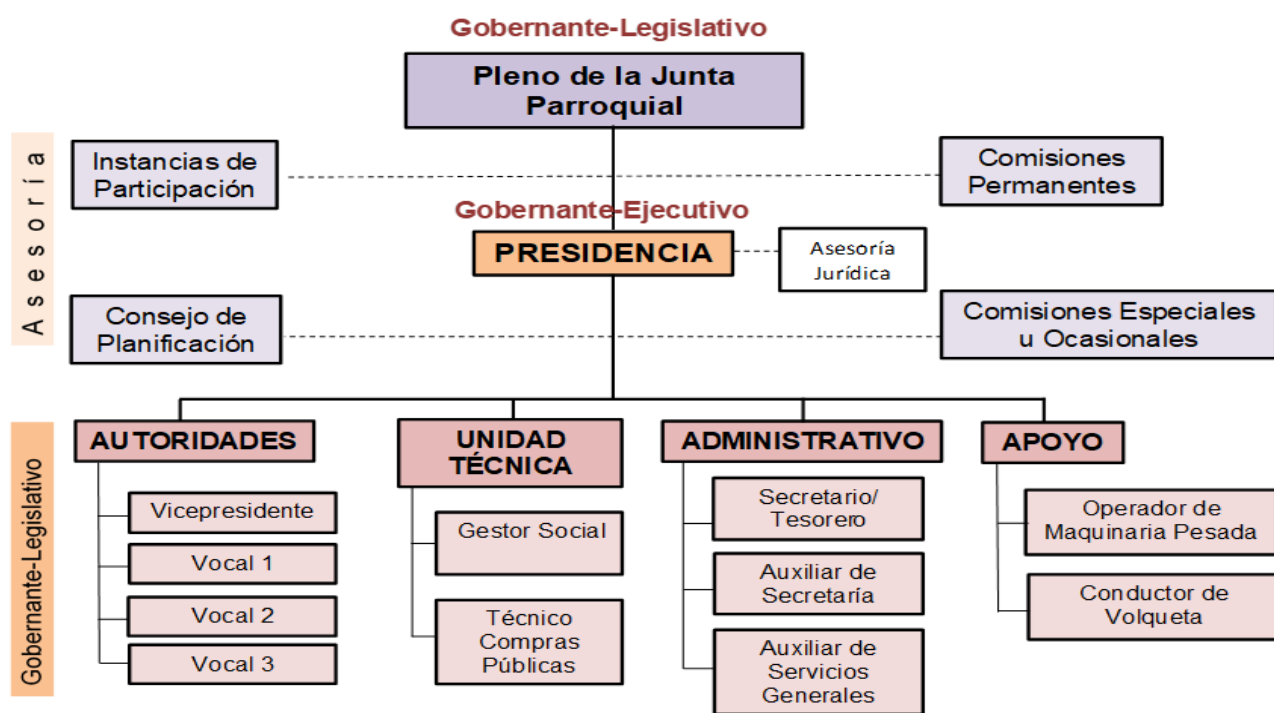 Gobernante-Legislativo
Pleno de la Junta
Parroquial
Asesoría
Instancias de
Participación
Comisiones
Permanentes
Gobernante-Ejecutivo
PRESIDENCIA
Asesoría
Jurídica
Consejo de
Planificación
Comisiones Especiales
u Ocasionales
Gobernante-Legislativo
AUTORIDADES
Vicepresidente
Vocal 1
Vocal 2
Vocal 3
UNIDAD
TÉCNICA
Gestor Social
Técnico
Compras
Públicas
ADMINISTRATIVO
Secretario/
Tesorero
Auxiliar de
Secretaría
Auxiliar de
Servicios
Generales
APOYO
Operador de
Maquinaria Pesada
Conductor de
Volqueta